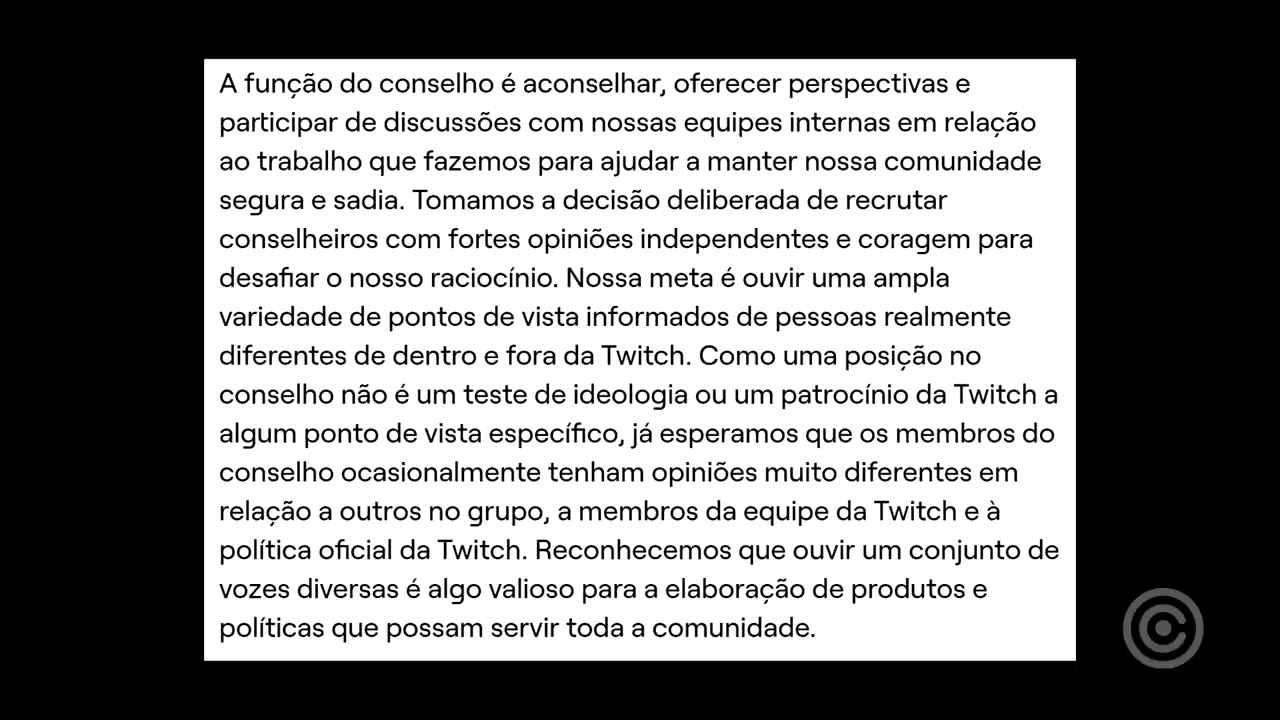 A função do conselho é aconselhar, oferecer perspectivas e
participar de discussões com nossas equipes internas em relação
ao trabalho que fazemos para ajudar a manter nossa comunidade
segura e sadia. Tomamos a decisão deliberada de recrutar
conselheiros com fortes opiniões independentes e coragem para
desafiar o nosso raciocínio. Nossa meta é ouvir uma ampla
variedade de pontos de vista informados de pessoas realmente
diferentes de dentro e fora da Twitch. Como uma posição no
conselho não é um teste de ideologia ou um patrocínio da Twitch a
algum ponto de vista específico, já esperamos que os membros do
conselho ocasionalmente tenham opiniões muito diferentes em
relação a outros no grupo, a membros da equipe da Twitch e à
política oficial da Twitch. Reconhecemos que ouvir um conjunto de
vozes diversas é algo valioso para a elaboração de produtos e
políticas que possam servir toda a comunidade.